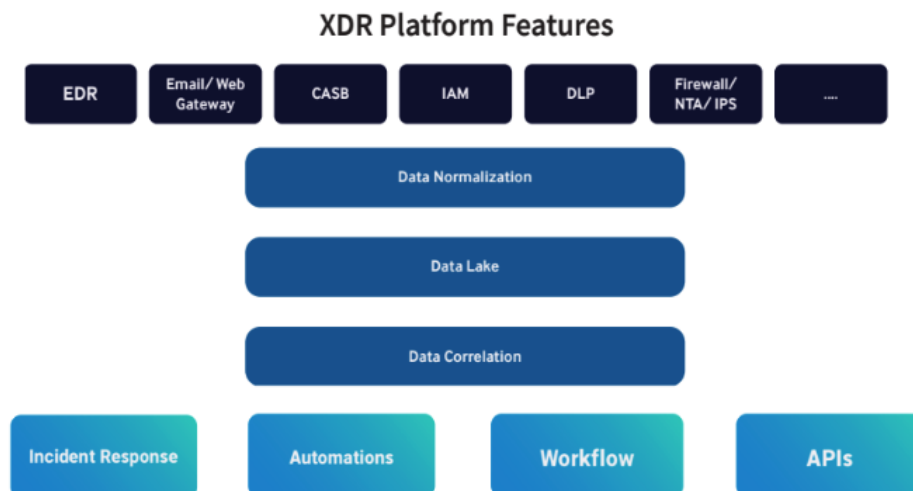 XDR Platform Features
EDR
Email/ Web
Gateway
CASB
IAM
DLP
Firewall/
NTA/ IPS
....
Data Normalization
Data Lake
Data Correlation
Incident Response
Automations
Workflow
APIs